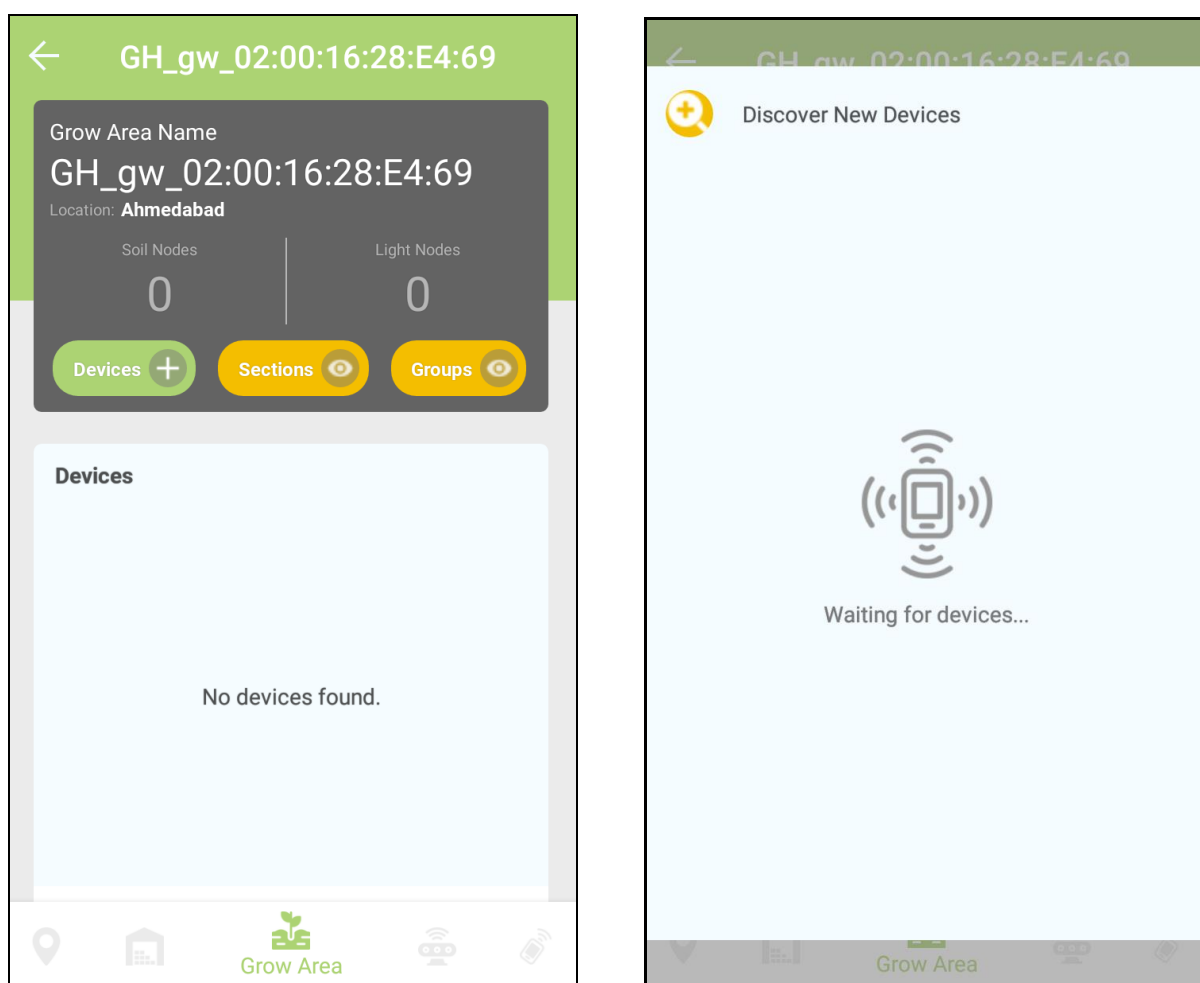 GH_gw_02:00:16:28:E4:69
Grow Area Name
GH_gw_02:00:16:28:E4:69
Location: Ahmedabad
Soil Nodes
Light Nodes
0
0
Devices
Sections
Groups
Devices
No devices found.
Grow Area
GH_gw_02:00:16:28:E4:69
Discover New Devices
Waiting for devices...
Grow Area